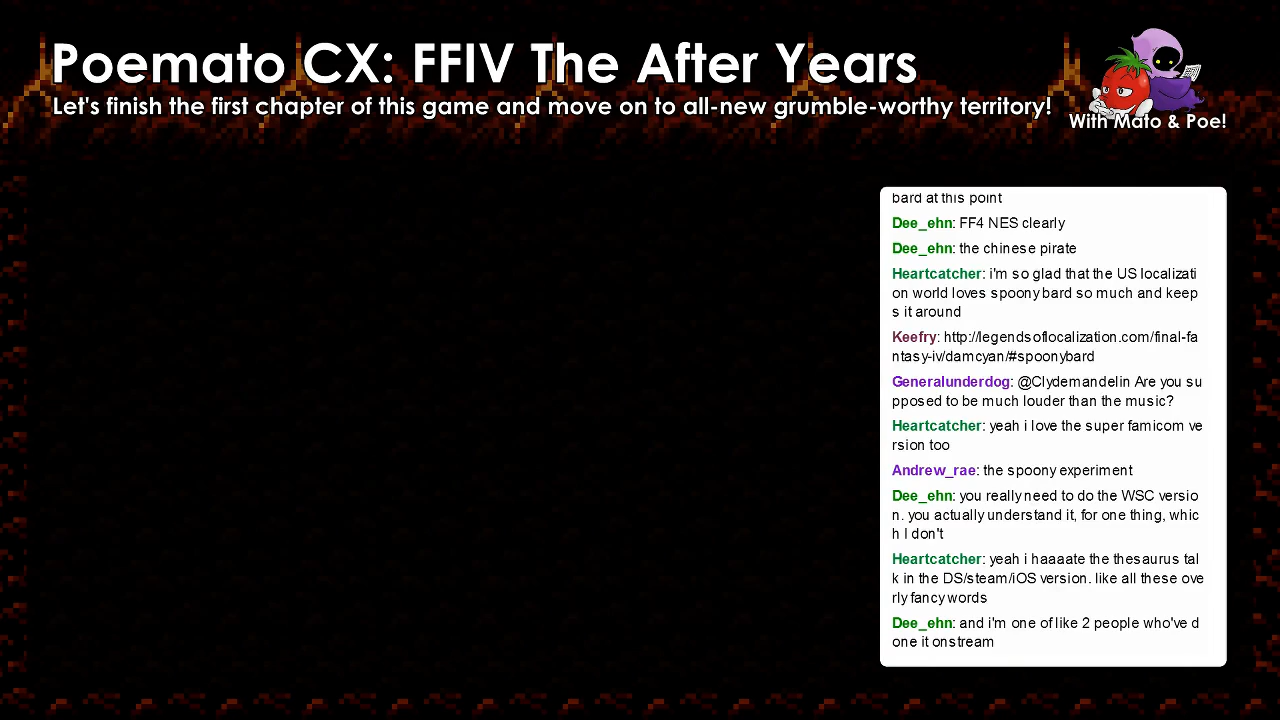 Poemato CX: FFIV The After Years
Let's finish the first chapter of this game and move on to all-new grumble-worthy territory!
With Mato & Poe!
bard at this point
Dee_ehn: FF4 NES clearly
Dee_ehn: the chinese pirate
Heartcatcher: i'm so glad that the US localizati
on world loves spoony bard so much and keep
s it around
Keefry: http://legendsoflocalization.com/final-fa
ntasy-iv/damcyan/#spoonybard
Generalunderdog: @Clydemandelin Are you su
pposed to be much louder than the music?
Heartcatcher: yeah i love the super famicom ve
rsion too
Andrew_rae: the spoony experiment
Dee_ehn: you really need to do the WSC versio
n. you actually understand it, for one thing, whic
h I don't
Heartcatcher: yeah i haaaate the thesaurus tal
k in the DS/steam/iOS version. like all these ove
rly fancy words
Dee_ehn: and i'm one of like 2 people who've d
one it onstream